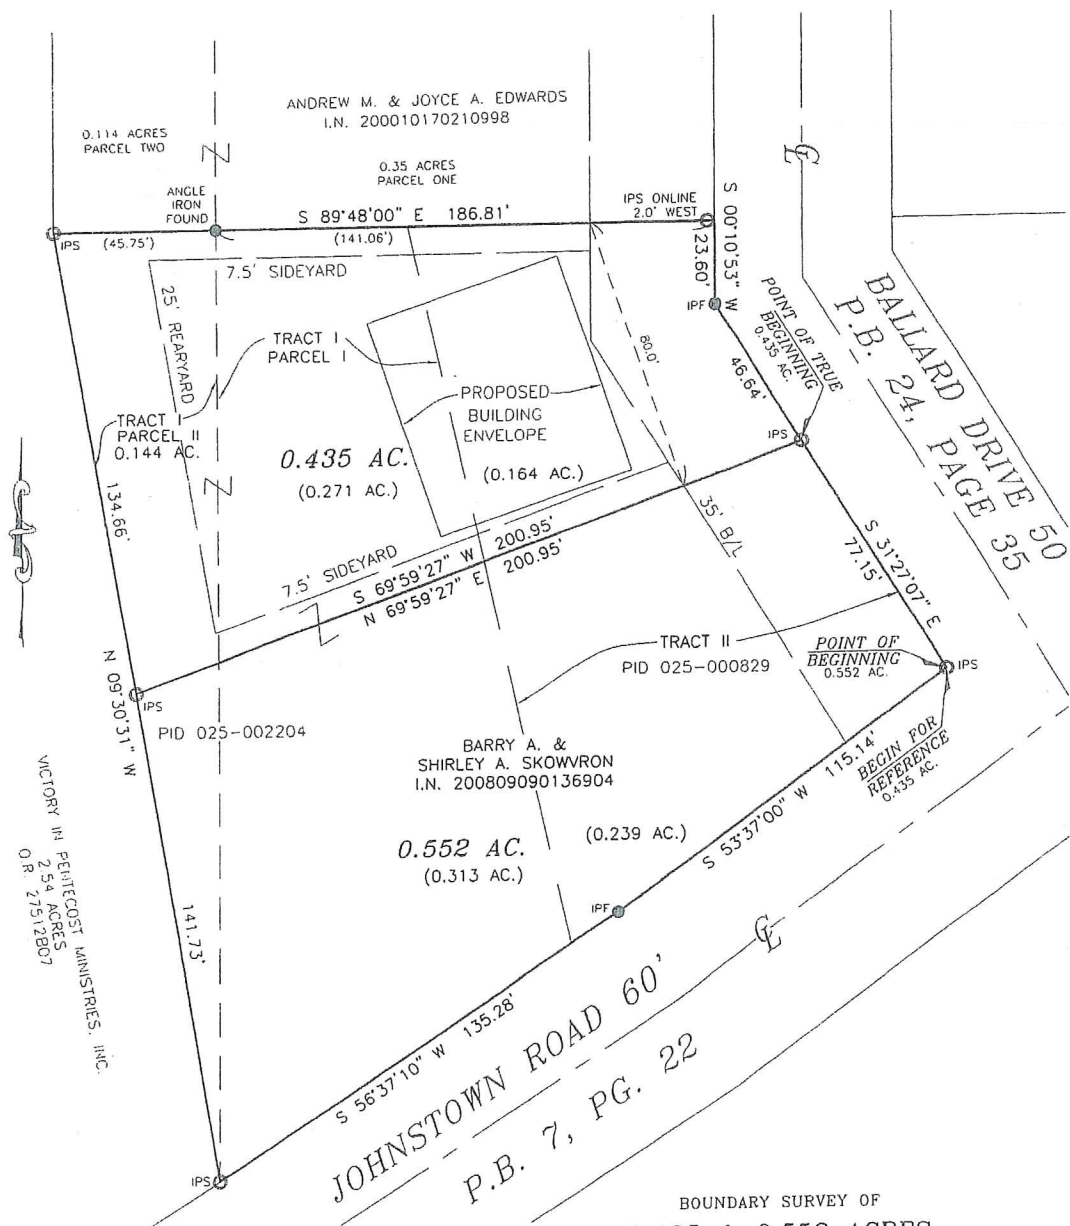 ANDREW M. & JOYCE A. EDWARDS
I.N. 200010170210998
0.114 ACRES
PARCEL TWO
0.35 ACRES
PARCEL ONE
ANGLE
IRON
FOUND
S 89°48'00" E 186.81'
IPS ONLINE
2.0' WEST
IPS
(45.75')
(141.06')
S 00°10'53" W
23.60'
IPF
7.5' SIDEYARD
25' REARYARD
TRACT I
PARCEL I
80.0'
46.64'
POINT OF TRUE
BEGINNING
0.435 AC.
BALLARD DRIVE 50
P.B. 24, PAGE 35
PROPOSED
BUILDING
ENVELOPE
TRACT I
PARCEL II
0.144 AC.
IPS
0.435 AC.
(0.271 AC.)
(0.164 AC.)
134.66'
35' B/L
7.5' SIDEYARD
S 69°59'27" W 200.95'
N 69°59'27" E 200.95'
S 31°27'07" E
77.15'
TRACT II
PID 025-000829
POINT OF
BEGINNING
0.552 AC.
IPS
N 09°30'31" W
IPS
PID 025-002204
BEGIN FOR
REFERENCE
0.435 AC.
BARRY A. &
SHIRLEY A. SKOWVRON
I.N. 200809090136904
S 53°37'00" W 115.14'
VICTORY IN PENTECOST MINISTRIES, INC.
2.54 ACRES
O.R. 27512B07
(0.239 AC.)
0.552 AC.
(0.313 AC.)
141.73'
IPF
S 56°37'10" W 135.28'
JOHNSTOWN ROAD 60'
P.B. 7, PG. 22
IPS
BOUNDARY SURVEY OF
0.552 ACRES